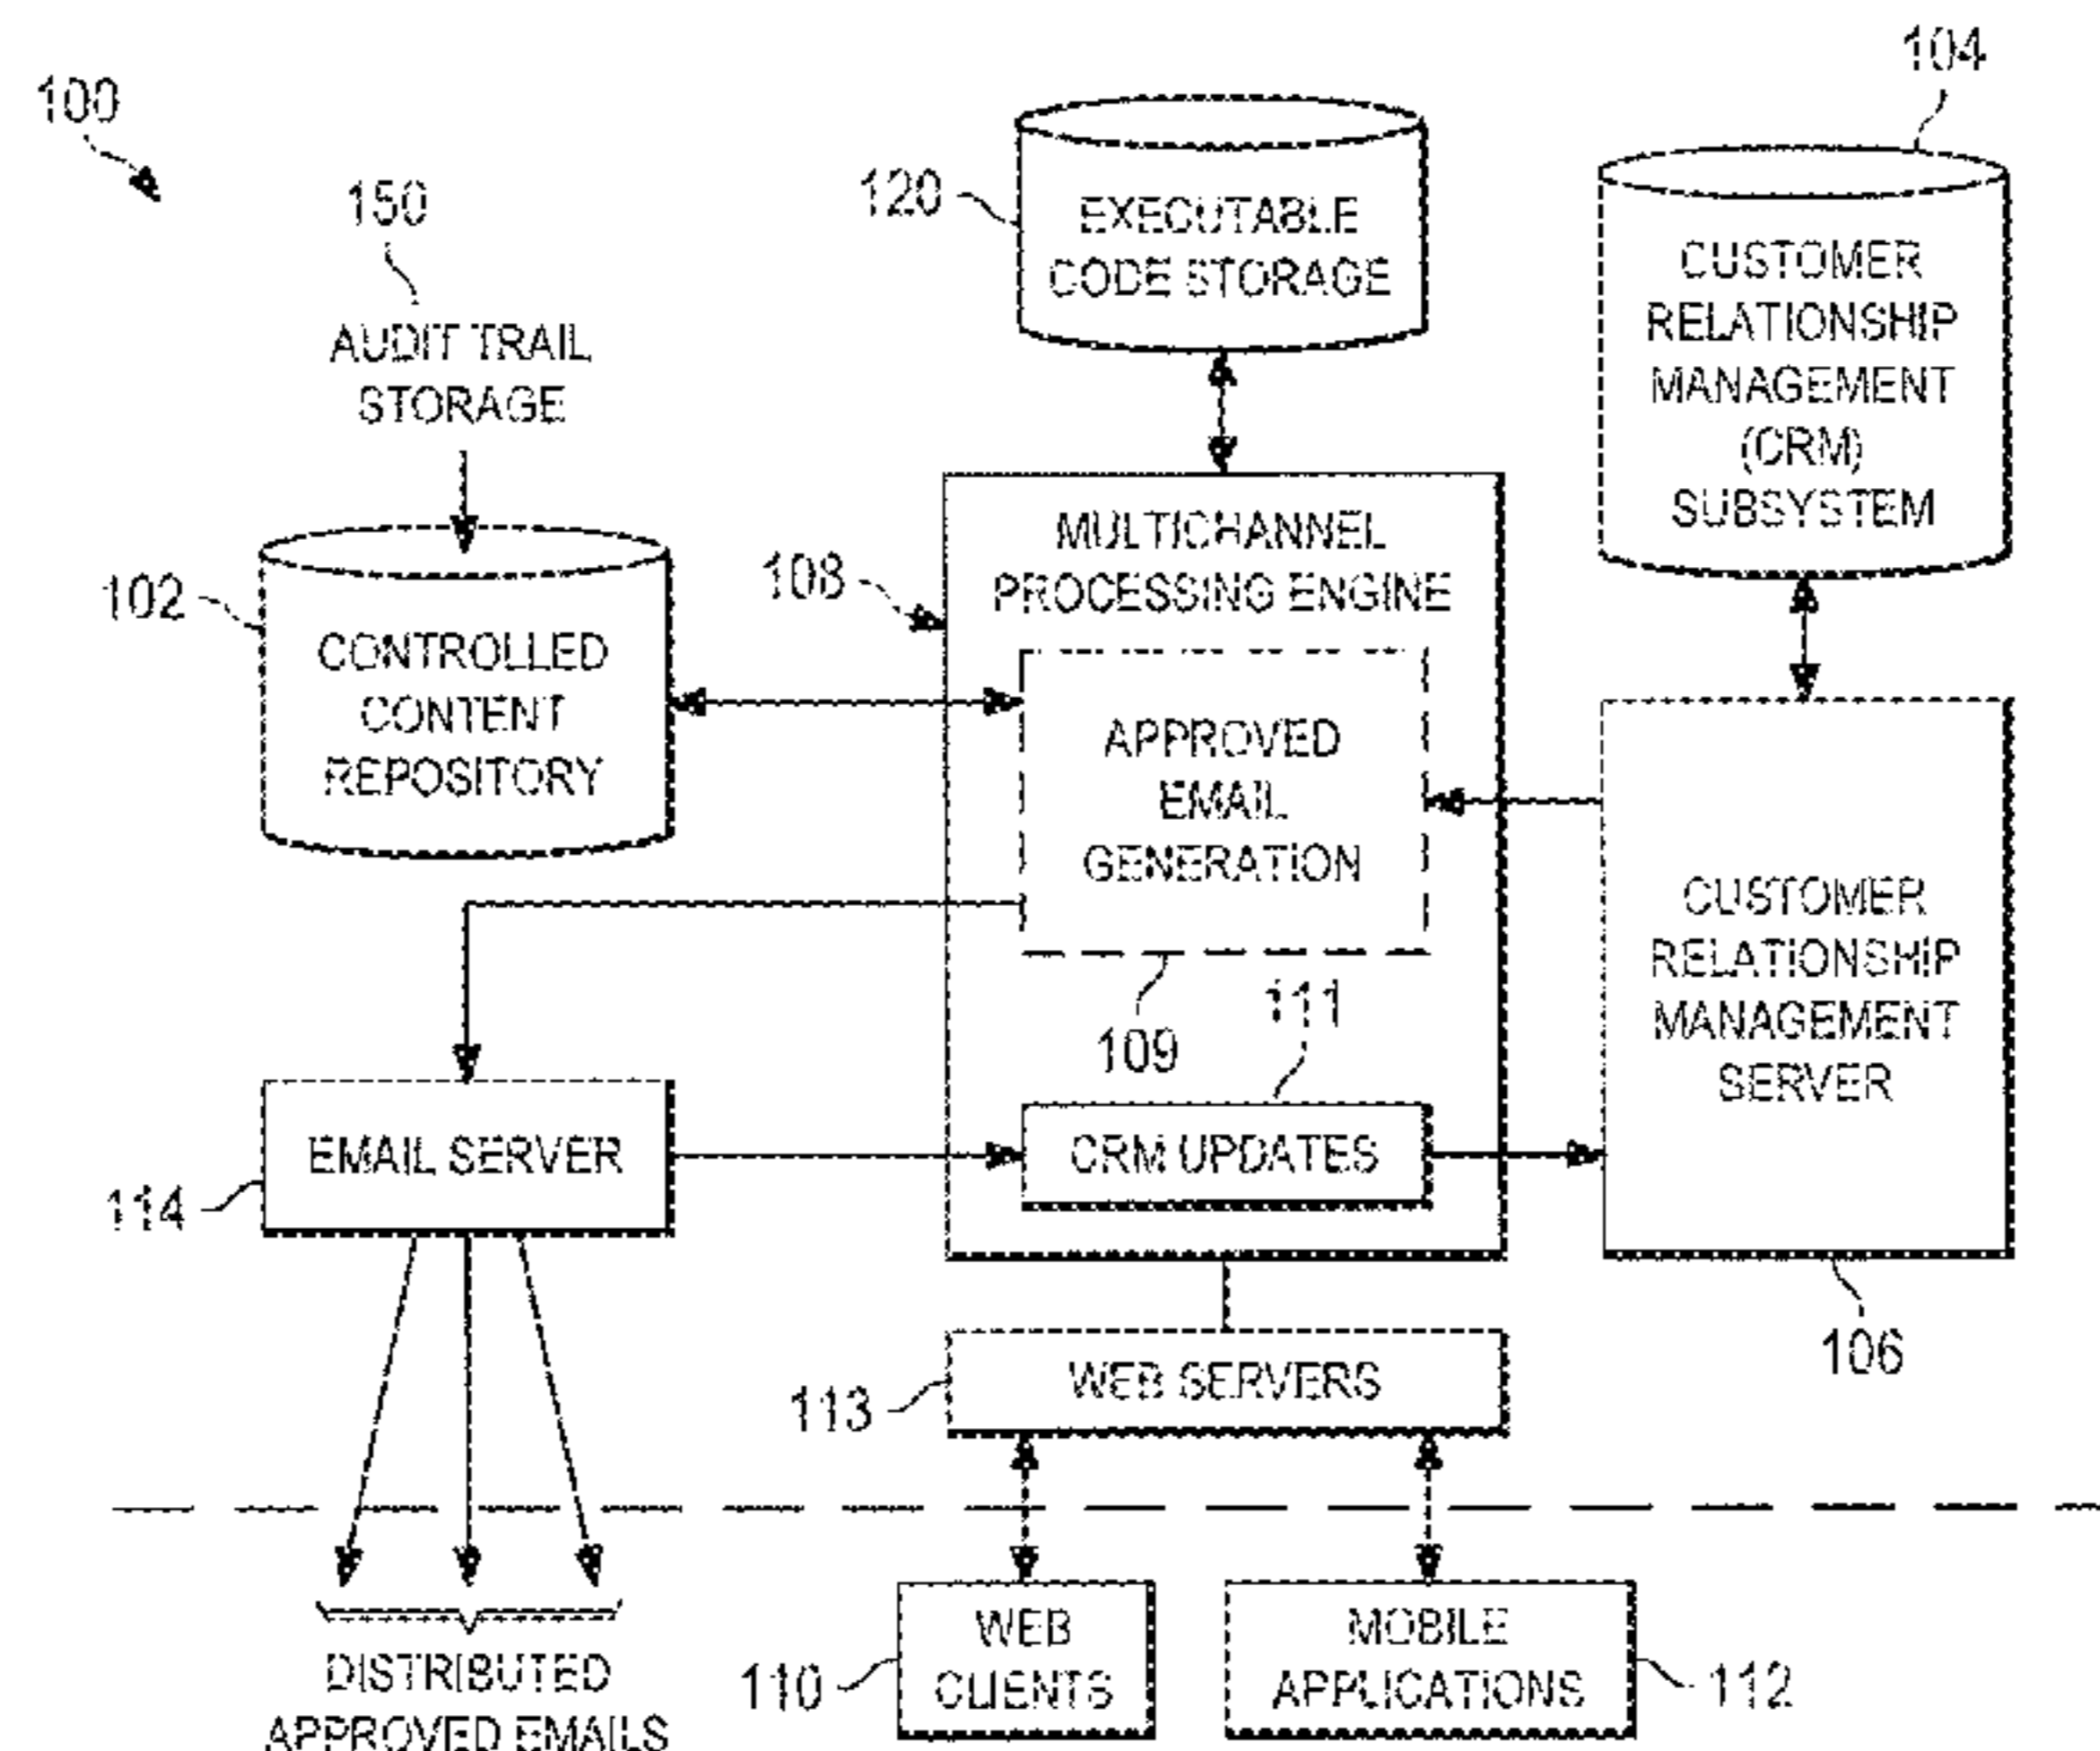 100
104
150
120
EXECUTABLE
CODE STORAGE
CUSTOMER
RELATIONSHIP
MANAGEMENT
(CRM)
SUBSYSTEM
AUDIT TRAIL
STORAGE
102
CONTROLLED
CONTENT
REPOSITORY
108
MULTICHANNEL
PROCESSING ENGINE
APPROVED
EMAIL
GENERATION
109
111
CRM UPDATES
CUSTOMER
RELATIONSHIP
MANAGEMENT
SERVER
106
EMAIL SERVER
114
113
WEB SERVERS
DISTRIBUTED
APPROVED EMAILS
110
WEB
CLIENTS
MOBILE
APPLICATIONS
112